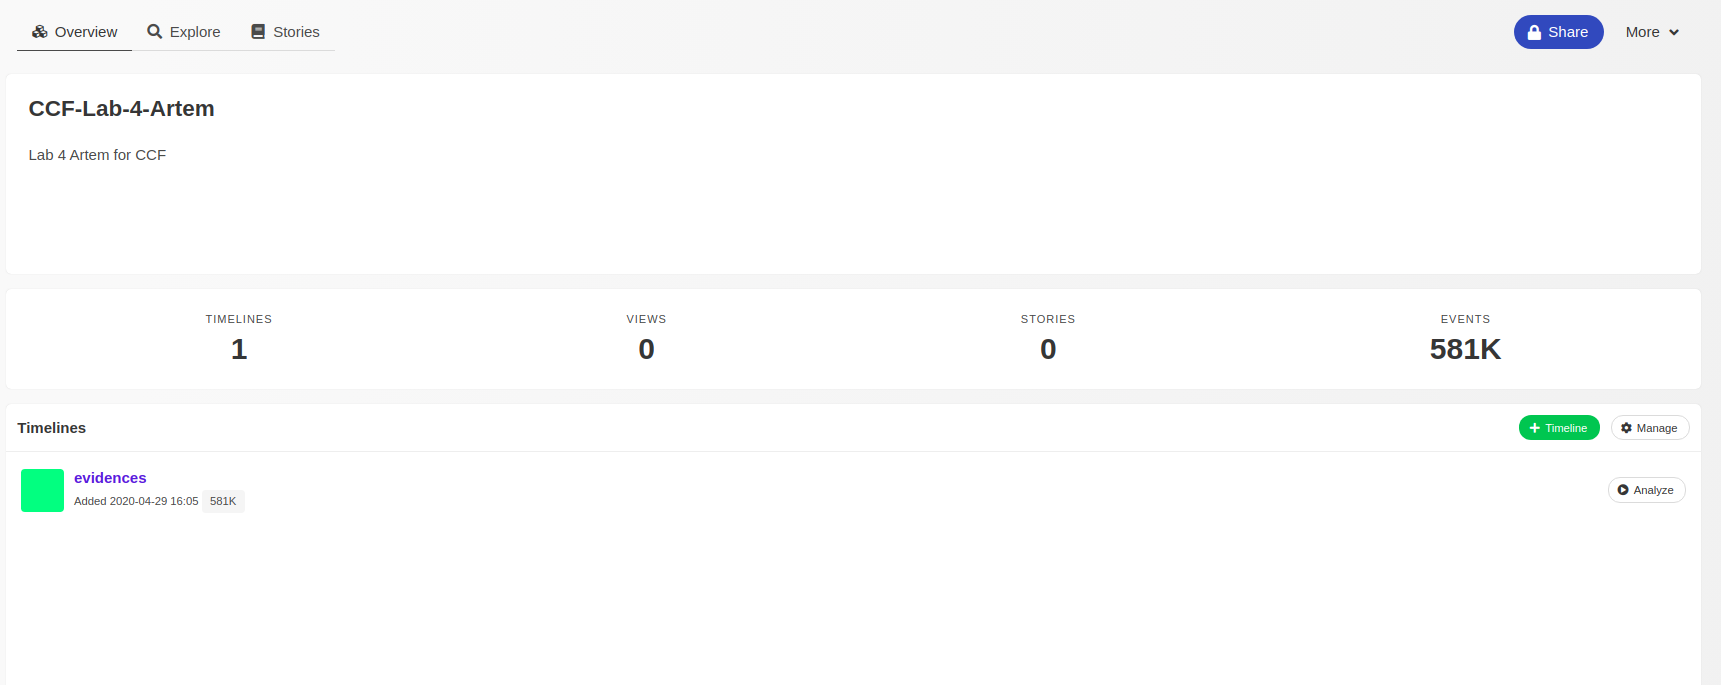 Overview Explore Stories Share More
CCF-Lab-4-Artem
Lab 4 Artem for CCF
TIMELINES VIEWS STORIES EVENTS
1 0 0 581K
Timelines Timeline Manage
evidences
Added 2020-04-29 16:05 581K
Analyze